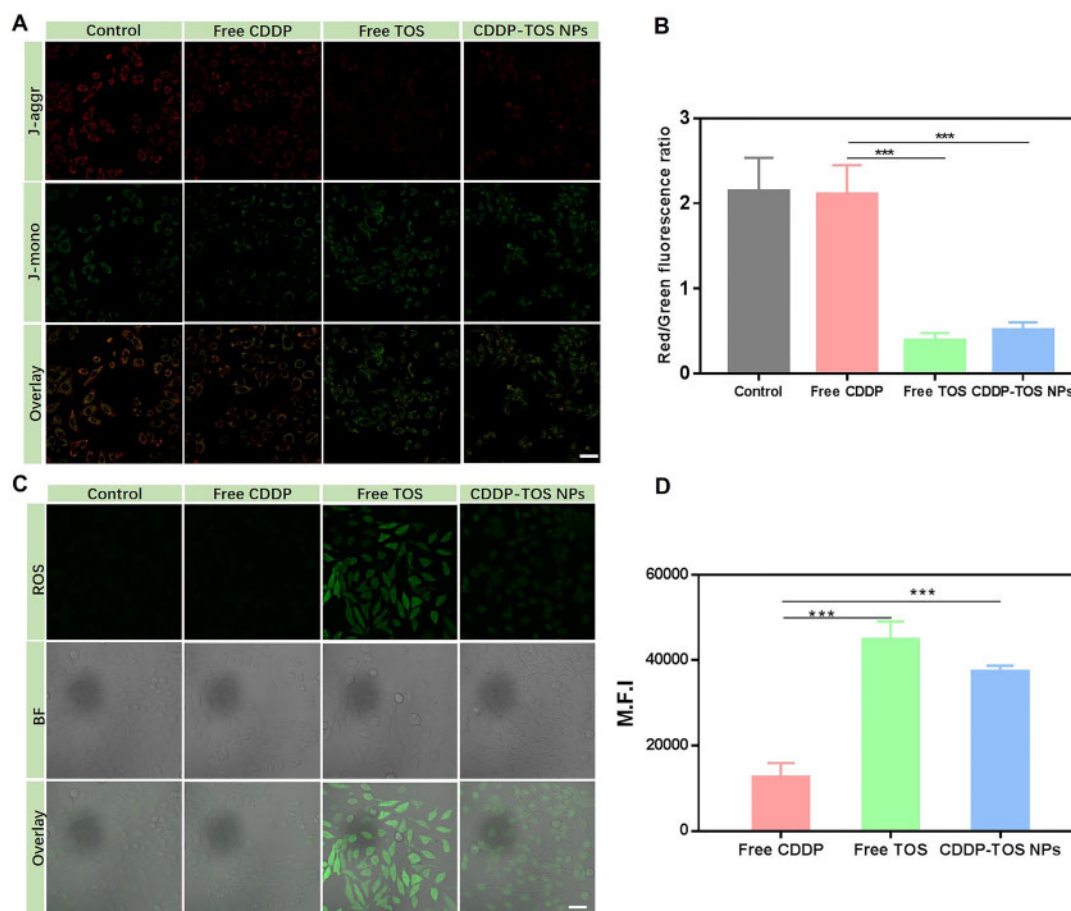 A
Control Free CDDP Free TOS CDDP-TOS NPs
J-aggr
J-mono
Overlay
B
Red/Green fluorescence ratio
3
2
1
0
***
***
Control Free CDDP Free TOS CDDP-TOS NPs
C
Control Free CDDP Free TOS CDDP-TOS NPs
ROS
BF
Overlay
D
M.F.I
60000
40000
20000
0
***
***
Free CDDP Free TOS CDDP-TOS NPs